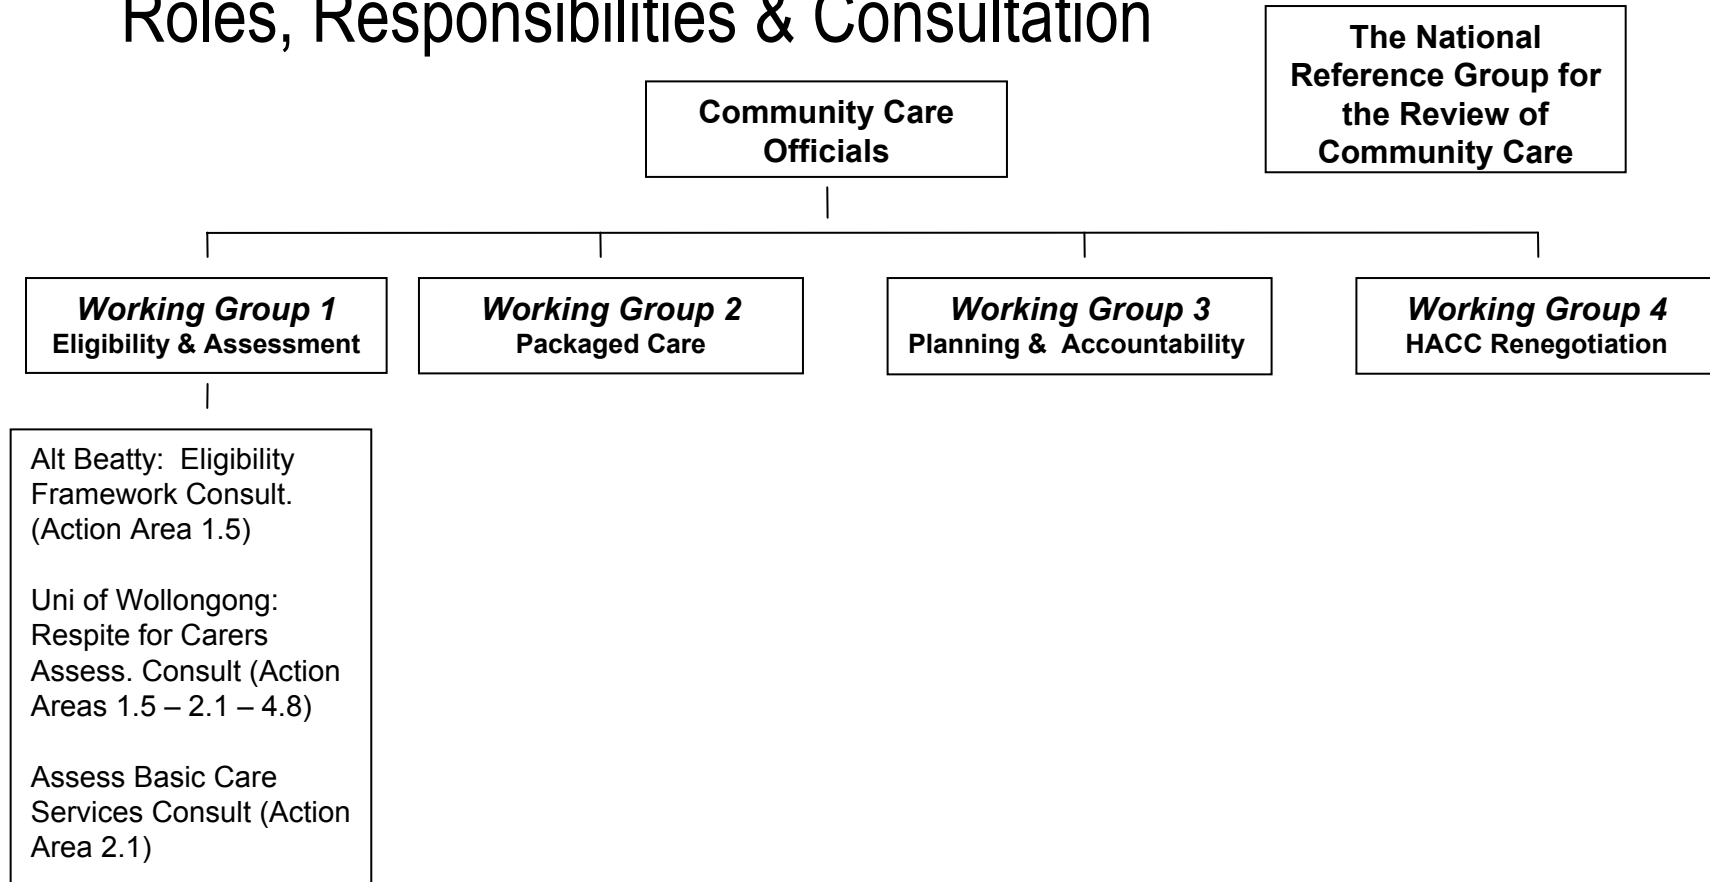 Roles, Responsibilities & Consultation
The National
Reference Group for
the Review of
Community Care
Community Care
Officials
Working Group 1
Eligibility & Assessment
Working Group 2
Packaged Care
Working Group 3
Planning & Accountability
Working Group 4
HACC Renegotiation
Alt Beatty: Eligibility
Framework Consult.
(Action Area 1.5)
Uni of Wollongong:
Respite for Carers
Assess. Consult (Action
Areas 1.5 – 2.1 – 4.8)
Assess Basic Care
Services Consult (Action
Area 2.1)